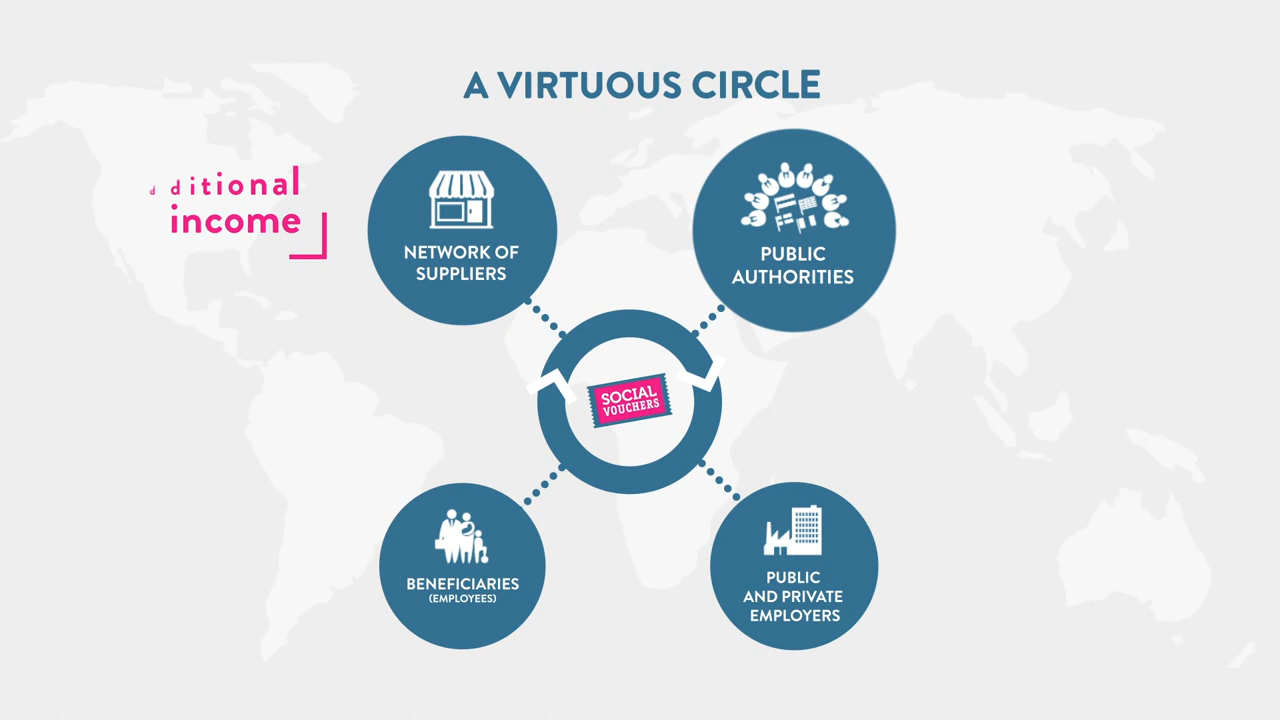 A VIRTUOUS CIRCLE
d ditional
income
NETWORK OF
SUPPLIERS
PUBLIC
AUTHORITIES
SOCIAL
VOUCHERS
BENEFICIARIES
(EMPLOYEES)
PUBLIC
AND PRIVATE
EMPLOYERS